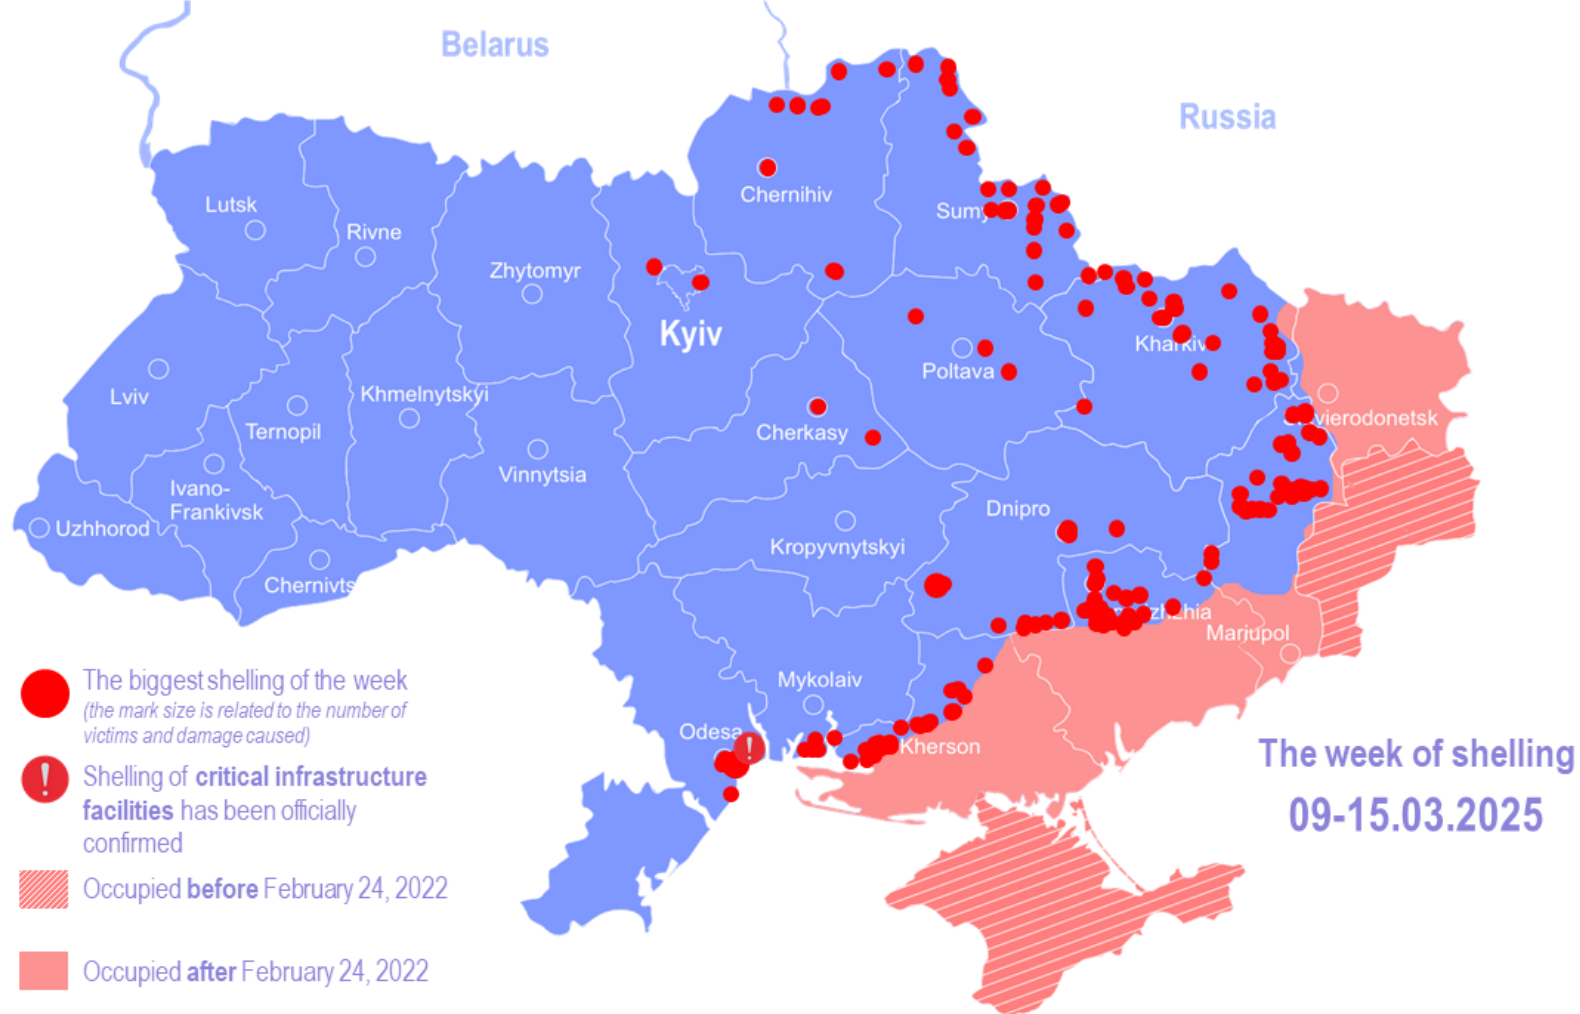 Belarus
Russia
Lutsk
Rivne
Zhytomyr
Chernihiv
Sumy
Kyiv
Lviv
Ternopil
Khmelnytskyi
Vinnytsia
Cherkasy
Poltava
Kharkiv
Ivano-
Frankivsk
Uzhhorod
Chernivts
Kropyvnytskyi
Dnipro
Mariupol
Mykolaiv
Odesa
Kherson
The biggest shelling of the week
(the mark size is related to the number of
victims and damage caused)
!
Shelling of critical infrastructure
facilities has been officially
confirmed
Occupied before February 24, 2022
Occupied after February 24, 2022
!
The week of shelling
09-15.03.2025